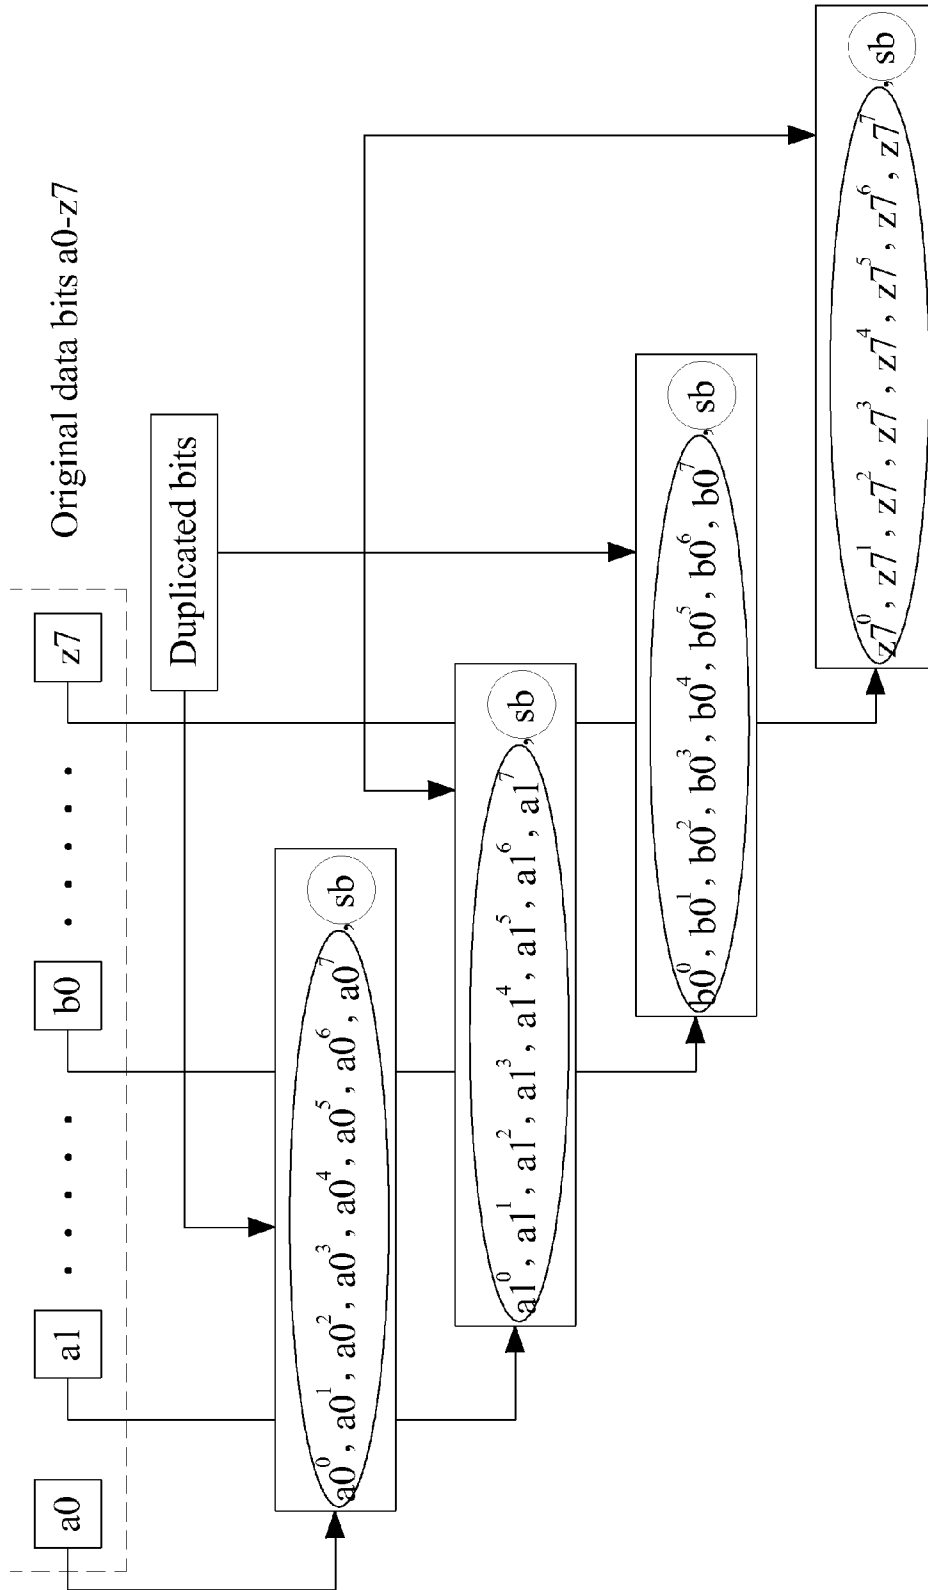 Original data bits a0-z7
a0
a1
b0
z7
Duplicated bits
a0⁰, a0¹, a0², a0³, a0⁴, a0⁵, a0⁶, a0⁷, sb
a1⁰, a1¹, a1², a1³, a1⁴, a1⁵, a1⁶, a1⁷, sb
b0⁰, b0¹, b0², b0³, b0⁴, b0⁵, b0⁶, b0⁷, sb
z7⁰, z7¹, z7², z7³, z7⁴, z7⁵, z7⁶, z7⁷, sb